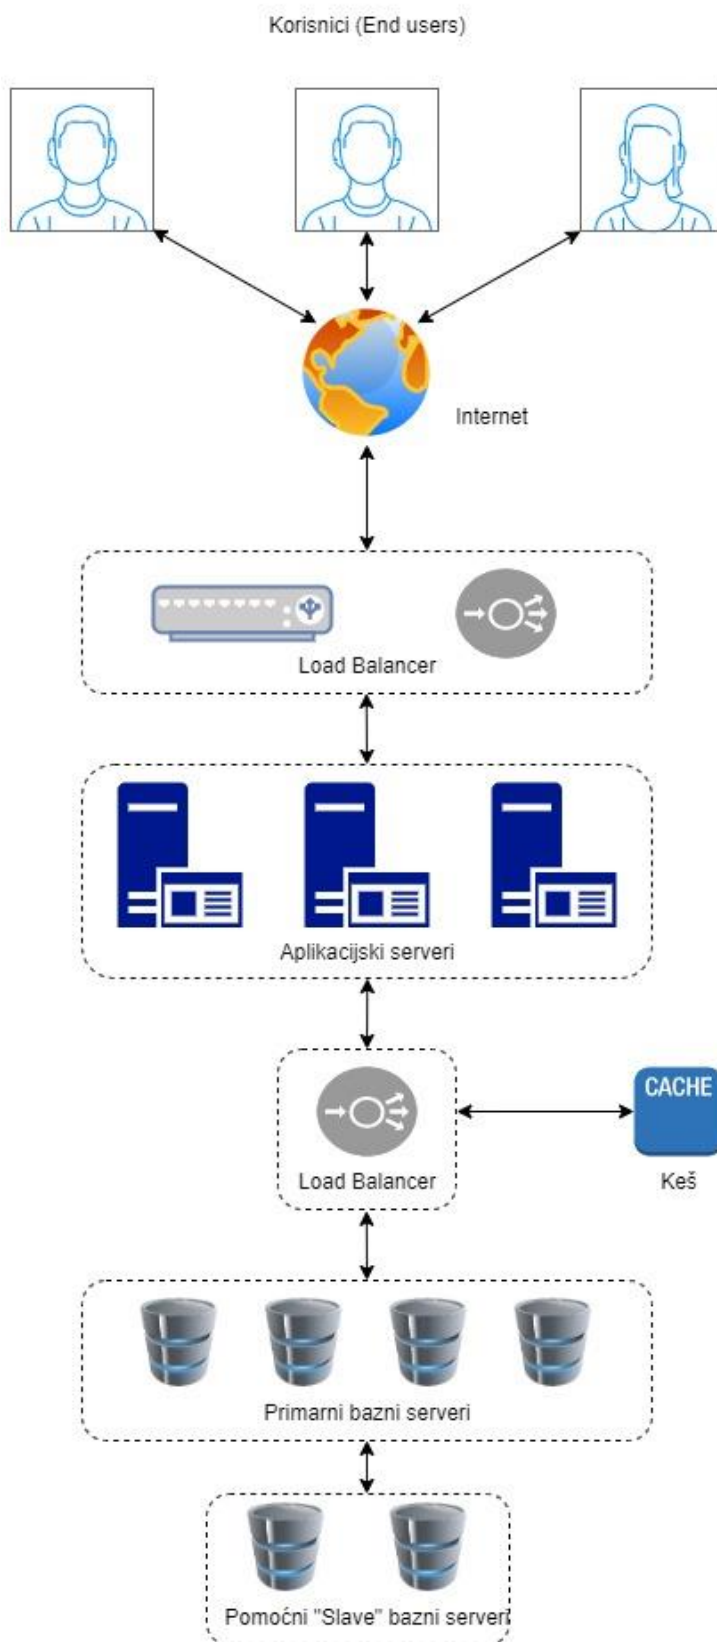 Korisnici (End users)
Internet
Load Balancer
Aplikacijski serveri
CACHE
Load Balancer
Keš
Primarni bazni serveri
Pomoćni "Slave" bazni serveri